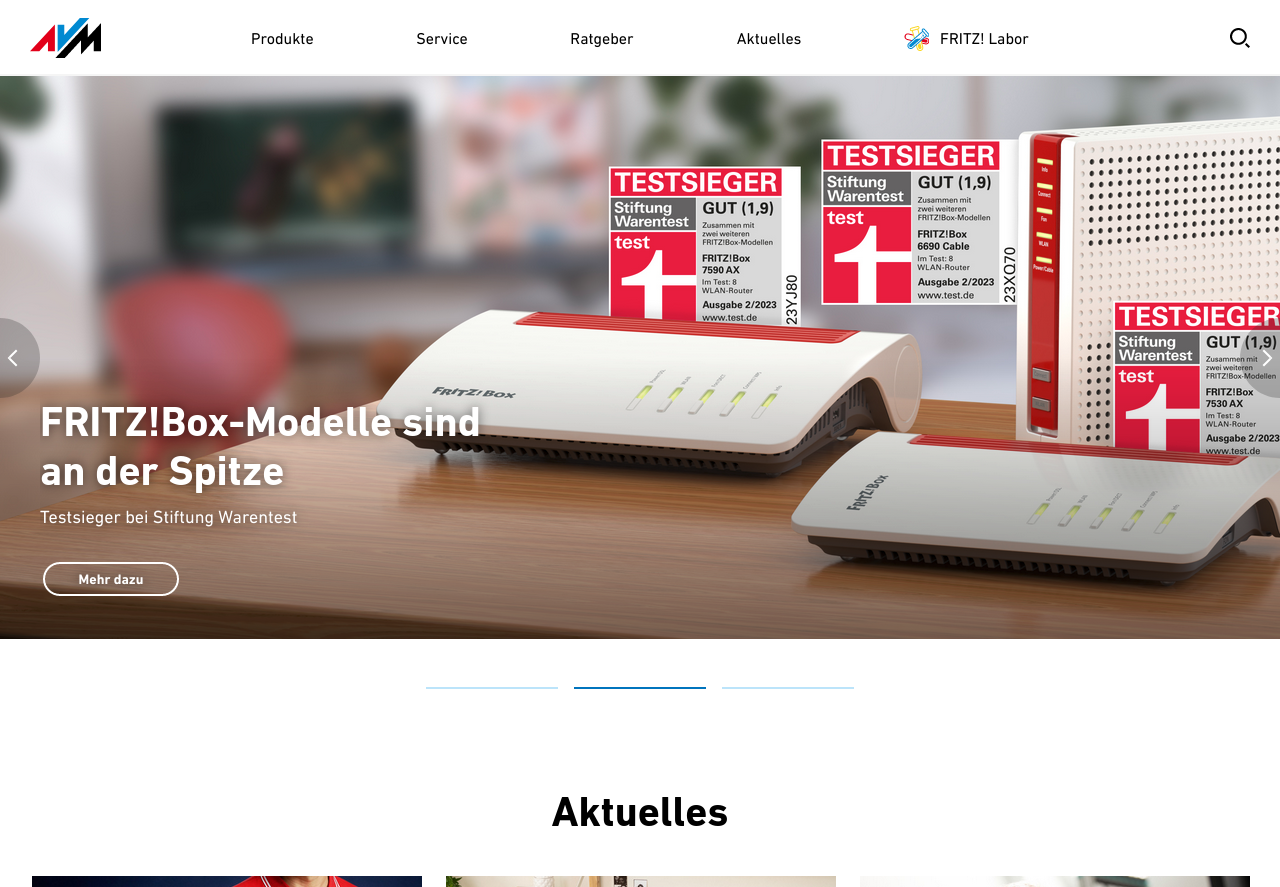 AVM
Produkte
Service
Ratgeber
Aktuelles
FRITZ! Labor
TESTSIEGER
Stiftung
Warentest
test
GUT (1,9)
Zusammen mit
zwei weiteren
FRITZ!Box-Modellen
FRITZ!Box
7590 AX
Im Test: 8
WLAN-Router
Ausgabe 2/2023
www.test.de
23YJ80
TESTSIEGER
Stiftung
Warentest
test
GUT (1,9)
Zusammen mit
zwei weiteren
FRITZ!Box-Modellen
FRITZ!Box
6690 Cable
Im Test: 8
WLAN-Router
Ausgabe 2/2023
www.test.de
23XQ70
Info
Connect
Fon
WLAN
Power/Cable
TESTSIEGER
Stiftung
Warentest
test
GUT (1,9)
Zusammen mit
zwei weiteren
FRITZ!Box-Modellen
FRITZ!Box
7530 AX
Im Test: 8
WLAN-Router
Ausgabe 2/2023
www.test.de
FRITZ!Box
FRITZ!Box
FRITZ!Box-Modelle sind
an der Spitze
Testsieger bei Stiftung Warentest
Mehr dazu
Aktuelles